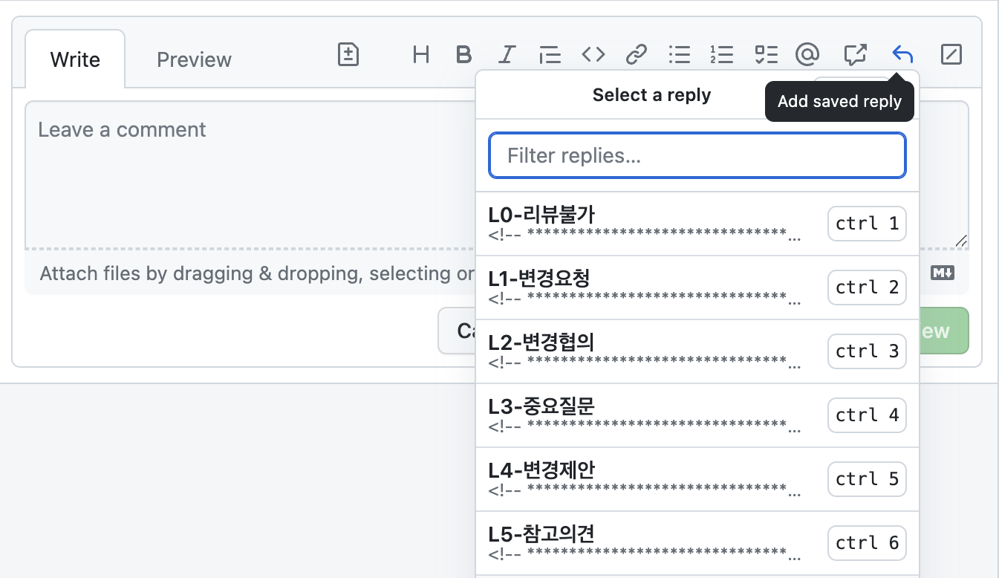 Write
Preview
Select a reply
Add saved reply
Leave a comment
Filter replies...
L0-리뷰불가
<!-- *******************************...
ctrl 1
Attach files by dragging & dropping, selecting or
L1-변경요청
<!-- *******************************...
ctrl 2
L2-변경협의
<!-- *******************************...
ctrl 3
L3-중요질문
<!-- *******************************...
ctrl 4
L4-변경제안
<!-- *******************************...
ctrl 5
L5-참고의견
<!-- *******************************...
ctrl 6